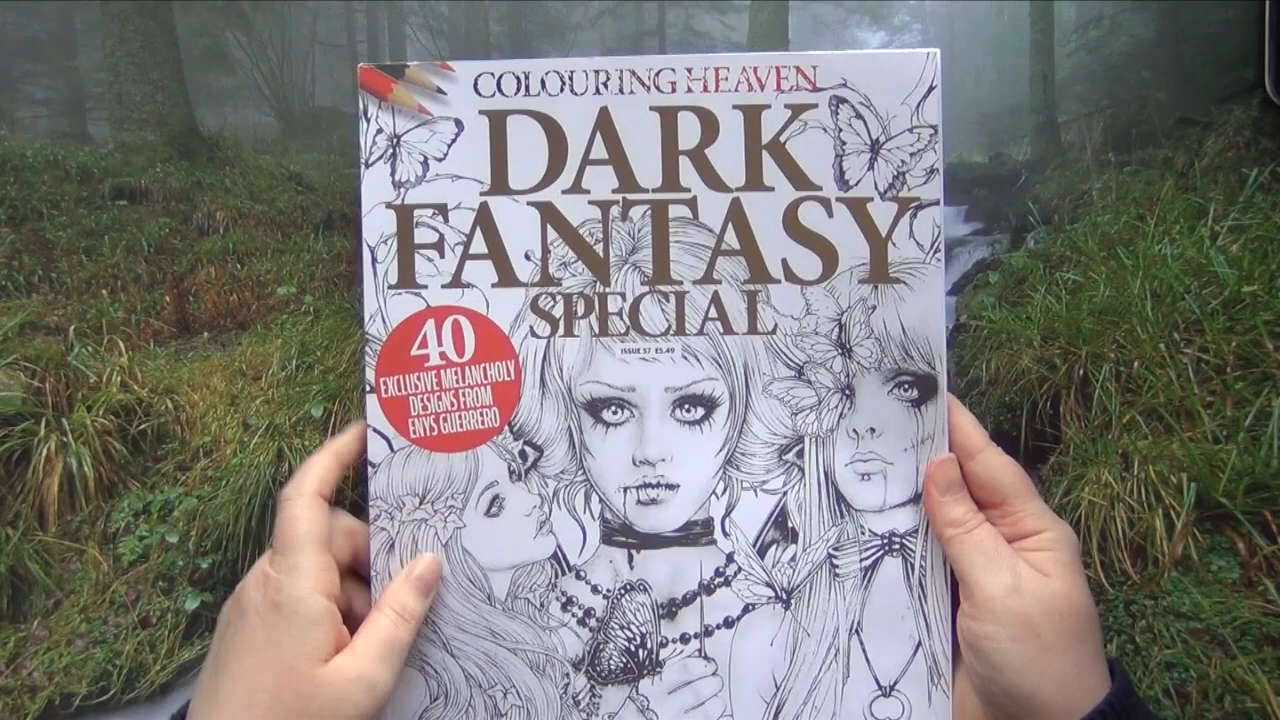 COLOURING HEAVEN
DARK
FANTASY
SPECIAL
ISSUE 57 £5.49
40
EXCLUSIVE MELANCHOLY
DESIGNS FROM
ENYS GUERRERO